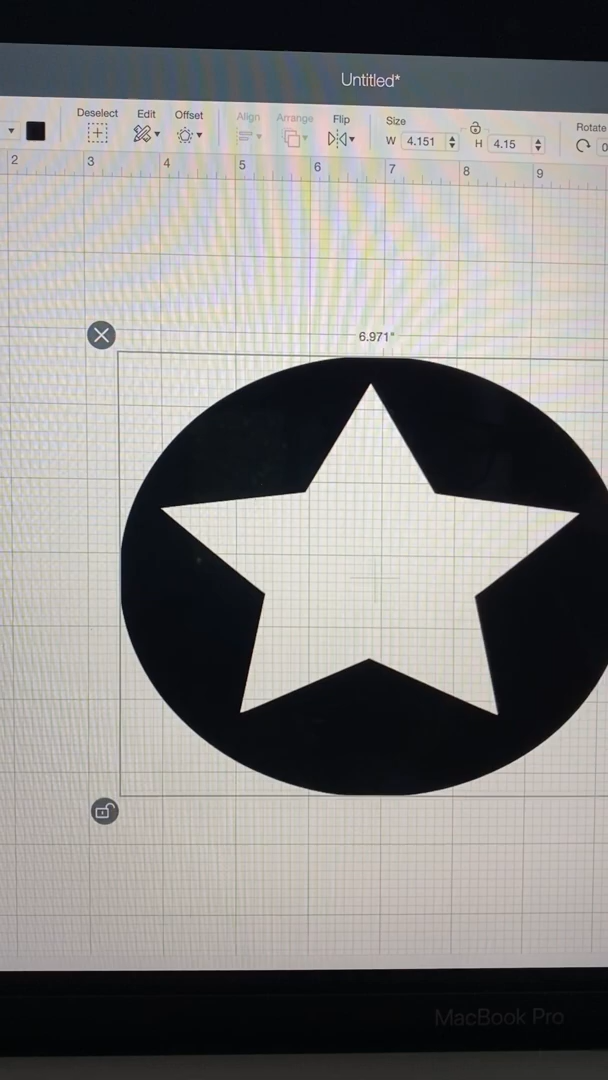 Untitled*
Deselect Edit Offset Align Arrange Flip Size Rotate
W 4.151 H 4.15 0
2 3 4 5 6 7 8 9
6.971"
MacBook Pro